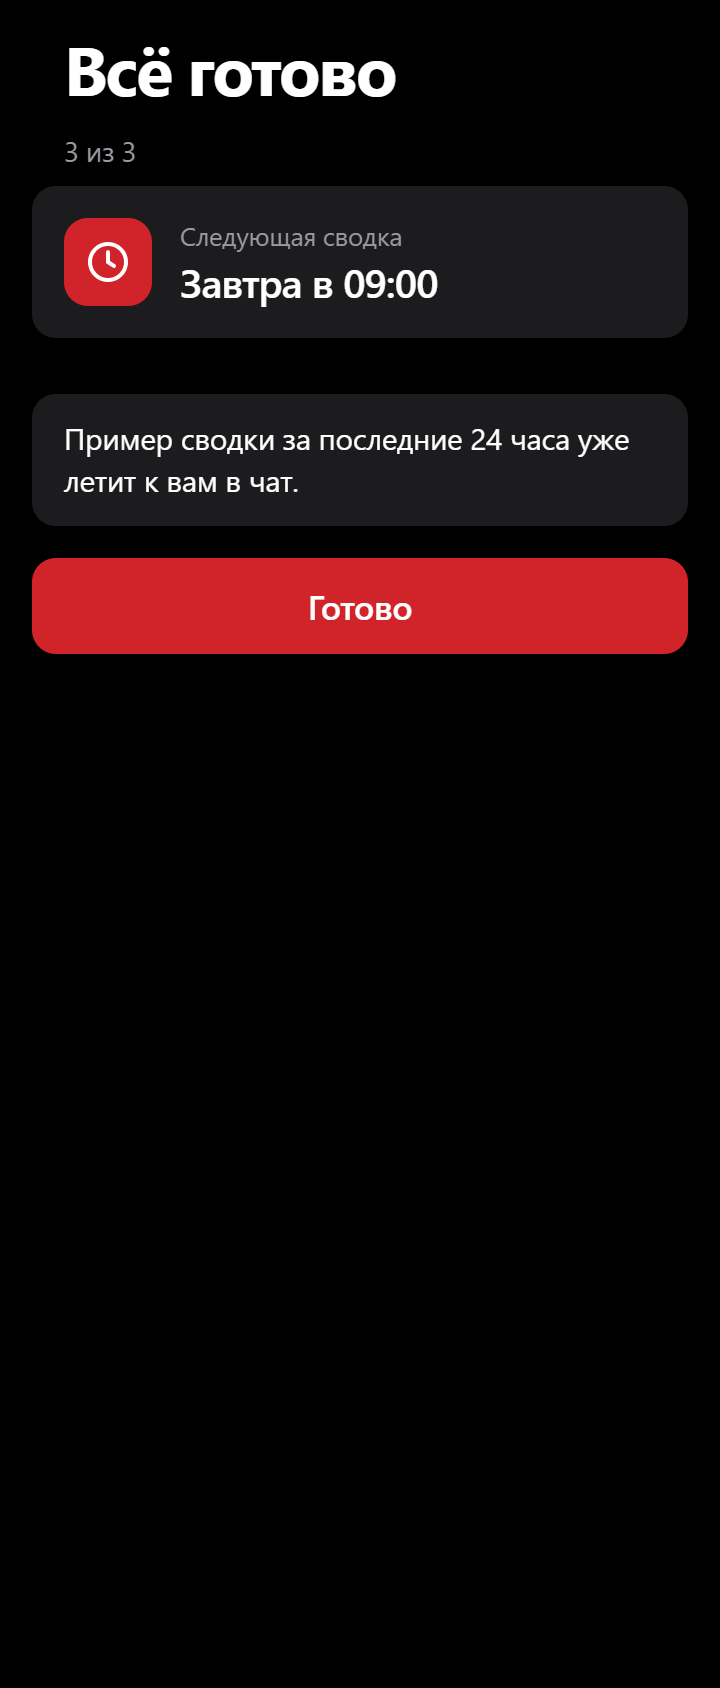 Всё готово
3 из 3
Следующая сводка
Завтра в 09:00
Пример сводки за последние 24 часа уже
летит к вам в чат.
Готово